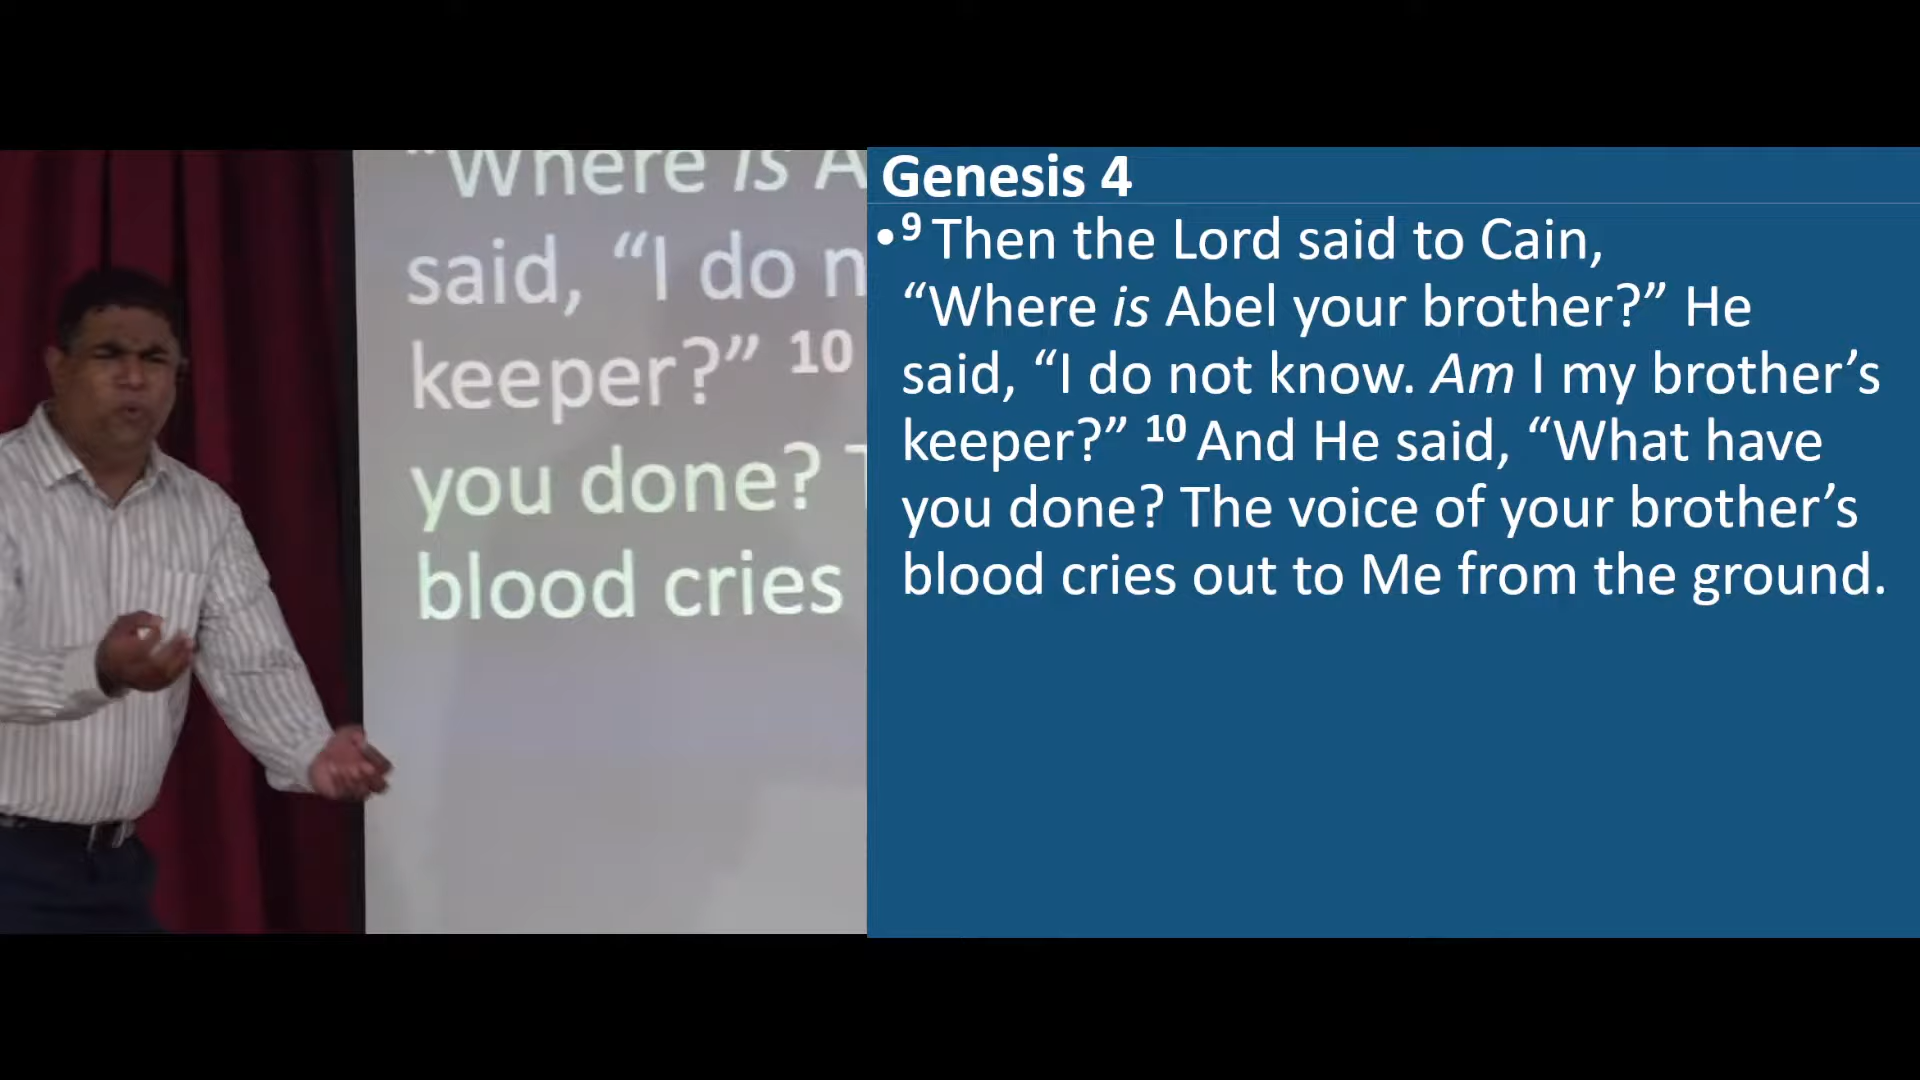 "Where is A
said, "I do n
keeper?" 10
you done? T
blood cries
Genesis 4
•9 Then the Lord said to Cain,
“Where is Abel your brother?” He
said, “I do not know. Am I my brother’s
keeper?” 10 And He said, “What have
you done? The voice of your brother’s
blood cries out to Me from the ground.